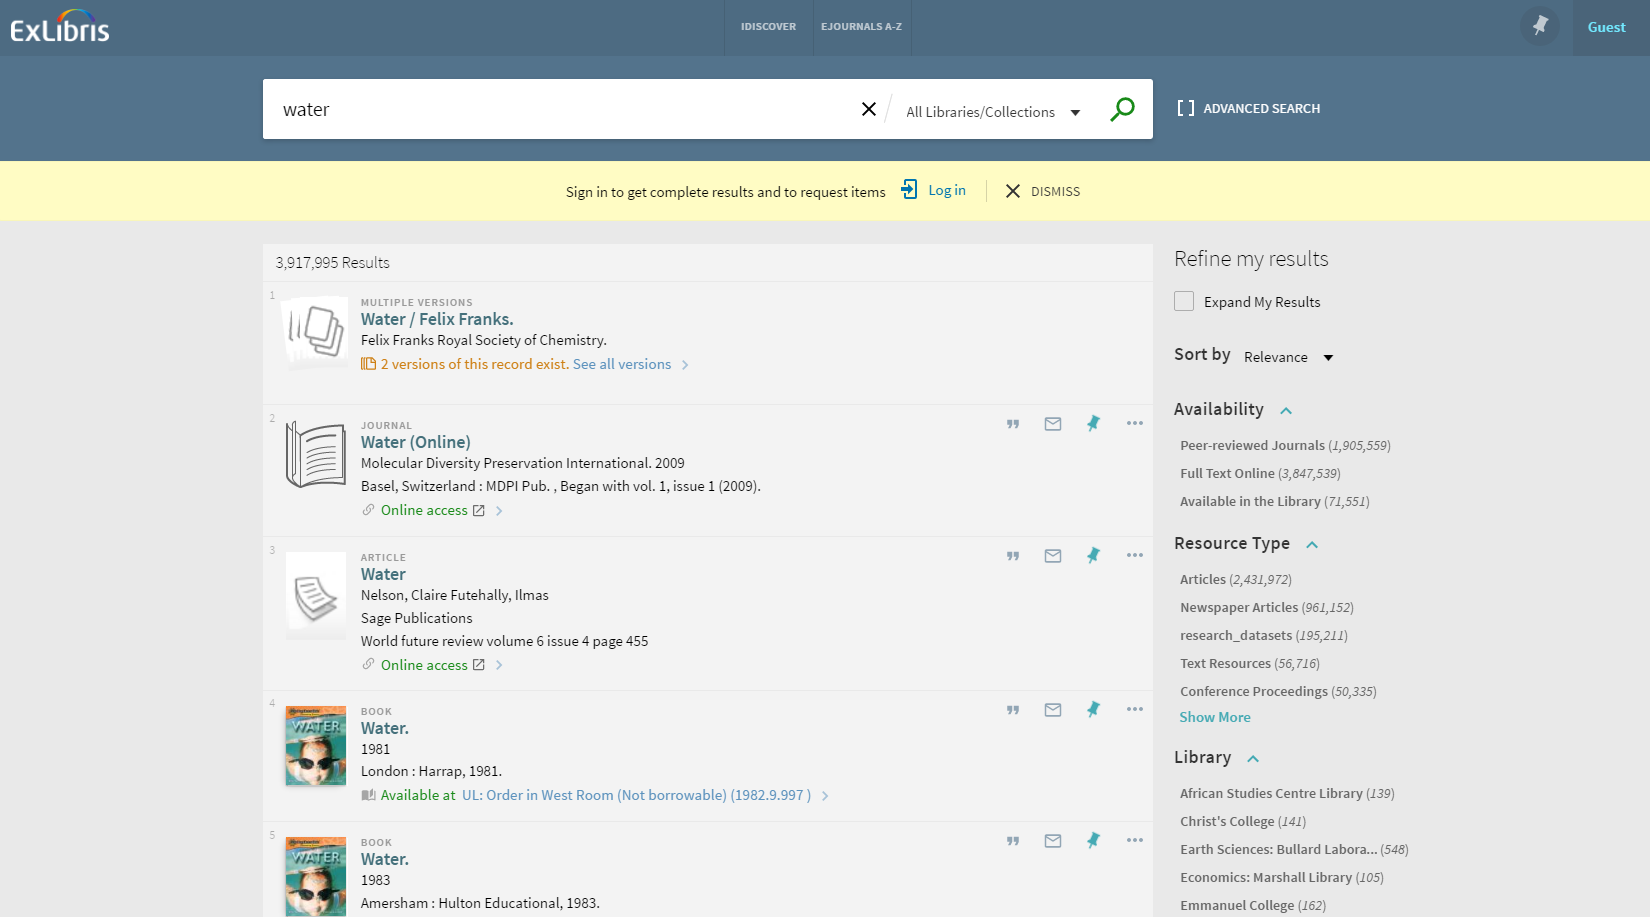 ExLibris
IDISCOVER
EJOURNALS A-Z
Guest
water
All Libraries/Collections
ADVANCED SEARCH
Sign in to get complete results and to request items
Log in
DISMISS
3,917,995 Results
1
MULTIPLE VERSIONS
Water / Felix Franks.
Felix Franks Royal Society of Chemistry.
2 versions of this record exist. See all versions
2
JOURNAL
Water (Online)
Molecular Diversity Preservation International. 2009
Basel, Switzerland : MDPI Pub. , Began with vol. 1, issue 1 (2009).
Online access
3
ARTICLE
Water
Nelson, Claire Futehally, Ilmas
Sage Publications
World future review volume 6 issue 4 page 455
Online access
4
WATER
BOOK
Water.
1981
London : Harrap, 1981.
Available at UL: Order in West Room (Not borrowable) (1982.9.997 )
5
WATER
BOOK
Water.
1983
Amersham : Hulton Educational, 1983.
Refine my results
Expand My Results
Sort by Relevance
Availability
Peer-reviewed Journals (1,905,559)
Full Text Online (3,847,539)
Available in the Library (71,551)
Resource Type
Articles (2,431,972)
Newspaper Articles (961,152)
research_datasets (195,211)
Text Resources (56,716)
Conference Proceedings (50,335)
Show More
Library
African Studies Centre Library (139)
Christ's College (141)
Earth Sciences: Bullard Labora... (548)
Economics: Marshall Library (105)
Emmanuel College (162)